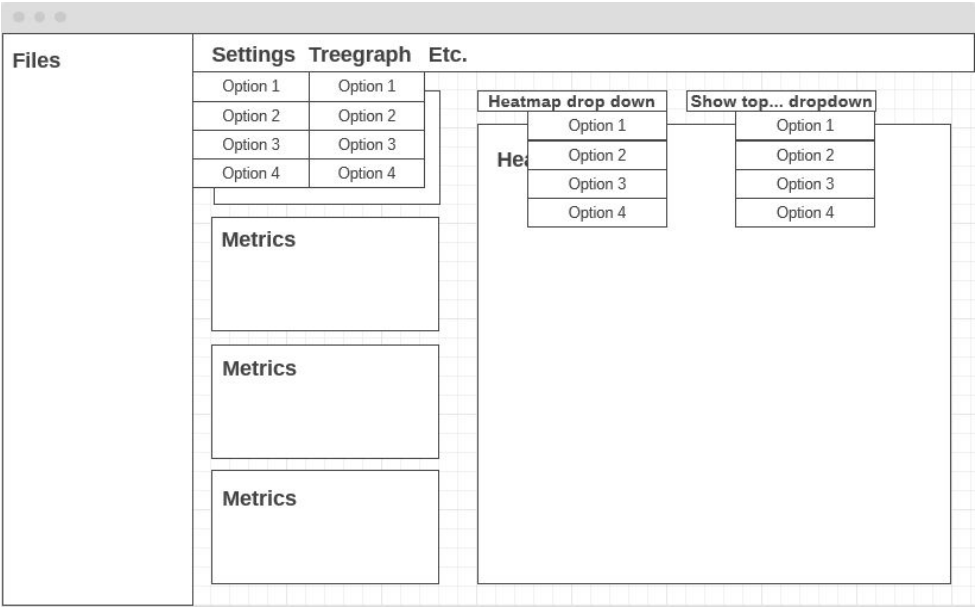 Files
Settings Treegraph Etc.
Option 1 Option 1
Option 2 Option 2
Option 3 Option 3
Option 4 Option 4
Metrics
Metrics
Metrics
Heatmap drop down Show top... dropdown
Option 1 Option 1
Hea Option 2 Option 2
Option 3 Option 3
Option 4 Option 4